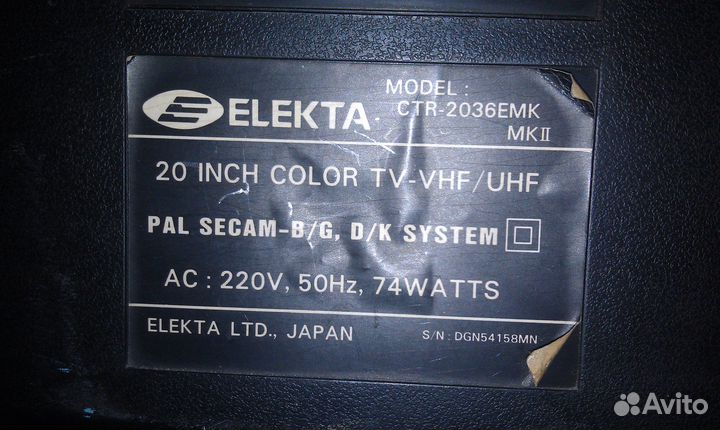 ELEKTA.
MODEL :
CTR-2036EMK
MKII
20 INCH COLOR TV-VHF/UHF
PAL SECAM-B/G, D/K SYSTEM
AC : 220V, 50Hz, 74WATTS
ELEKTA LTD., JAPAN
S/N : DGN54158MN
Avito